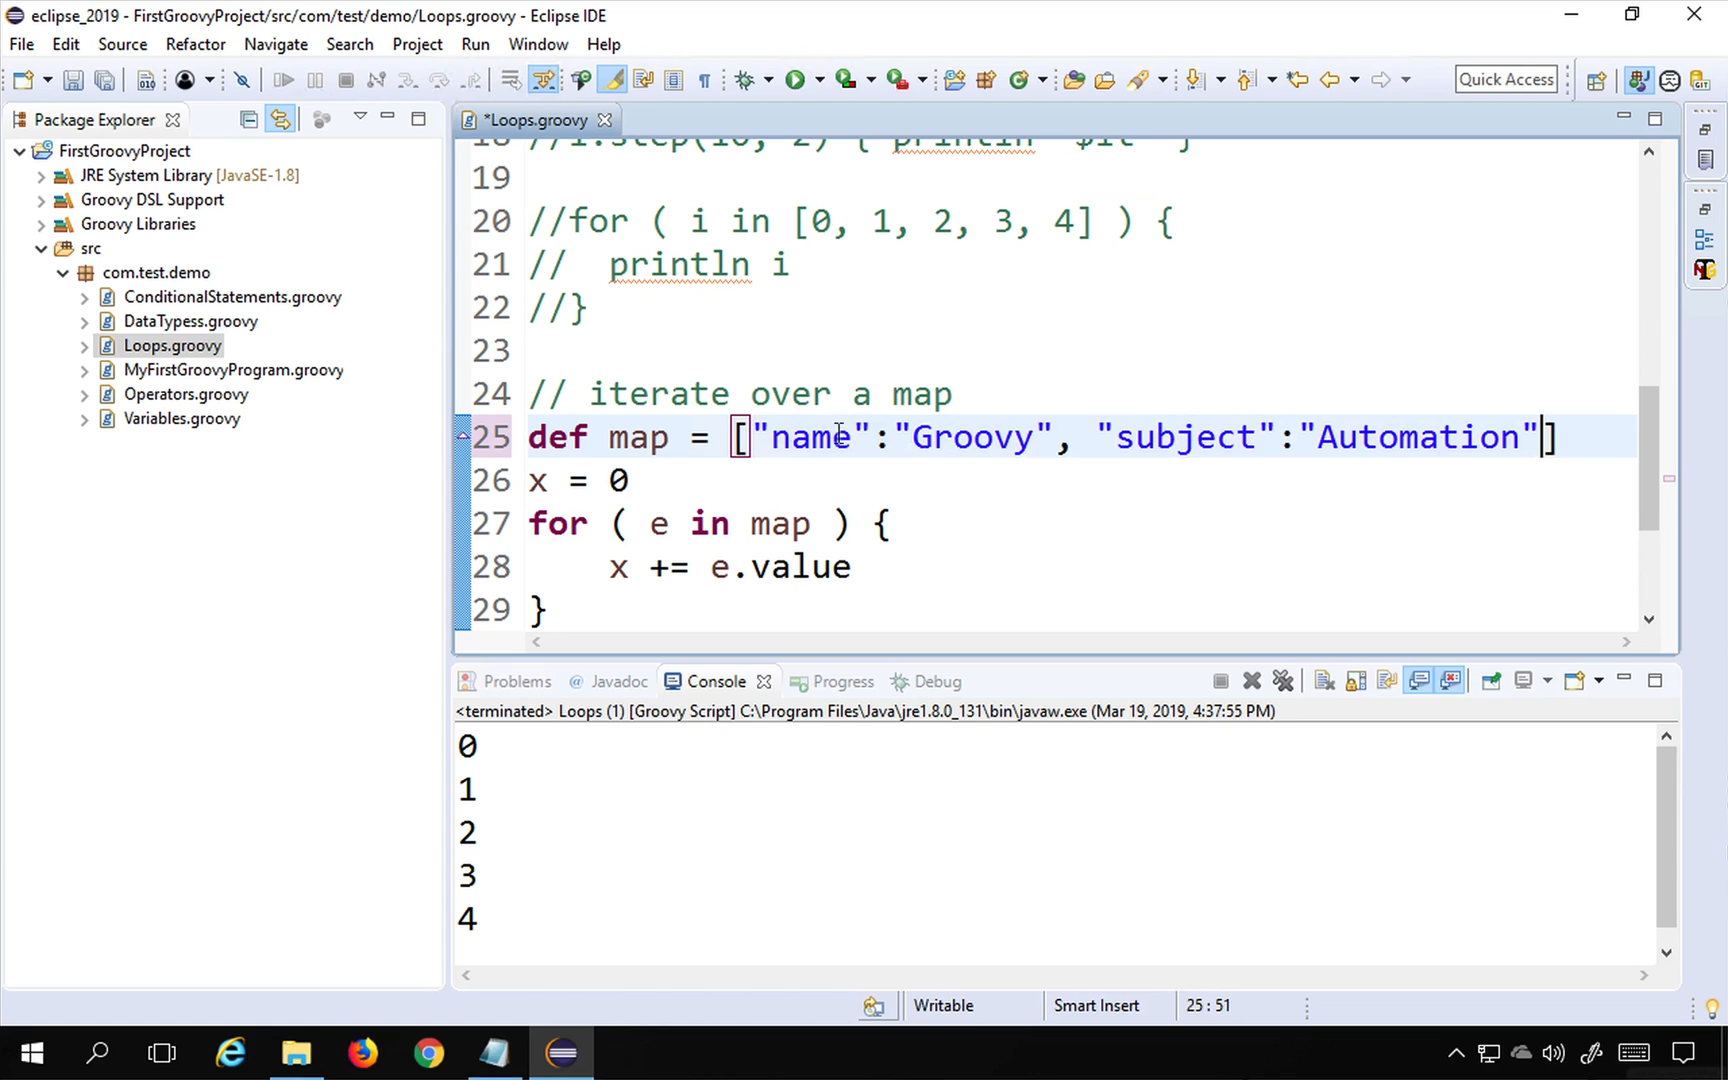 eclipse_2019 - FirstGroovyProject/src/com/test/demo/Loops.groovy - Eclipse IDE
File Edit Source Refactor Navigate Search Project Run Window Help
Quick Access
Package Explorer
FirstGroovyProject
JRE System Library [JavaSE-1.8]
Groovy DSL Support
Groovy Libraries
src
com.test.demo
ConditionalStatements.groovy
DataTypess.groovy
Loops.groovy
MyFirstGroovyProgram.groovy
Operators.groovy
Variables.groovy
*Loops.groovy
19
20 //for ( i in [0, 1, 2, 3, 4] ) {
21 // println i
22 //}
23
24 // iterate over a map
25 def map = ["name":"Groovy", "subject":"Automation"]
26 x = 0
27 for ( e in map ) {
28 x += e.value
29 }
Problems @ Javadoc Console Progress Debug
<terminated> Loops (1) [Groovy Script] C:\Program Files\Java\jre1.8.0_131\bin\javaw.exe (Mar 19, 2019, 4:37:55 PM)
0
1
2
3
4
Writable Smart Insert 25 : 51